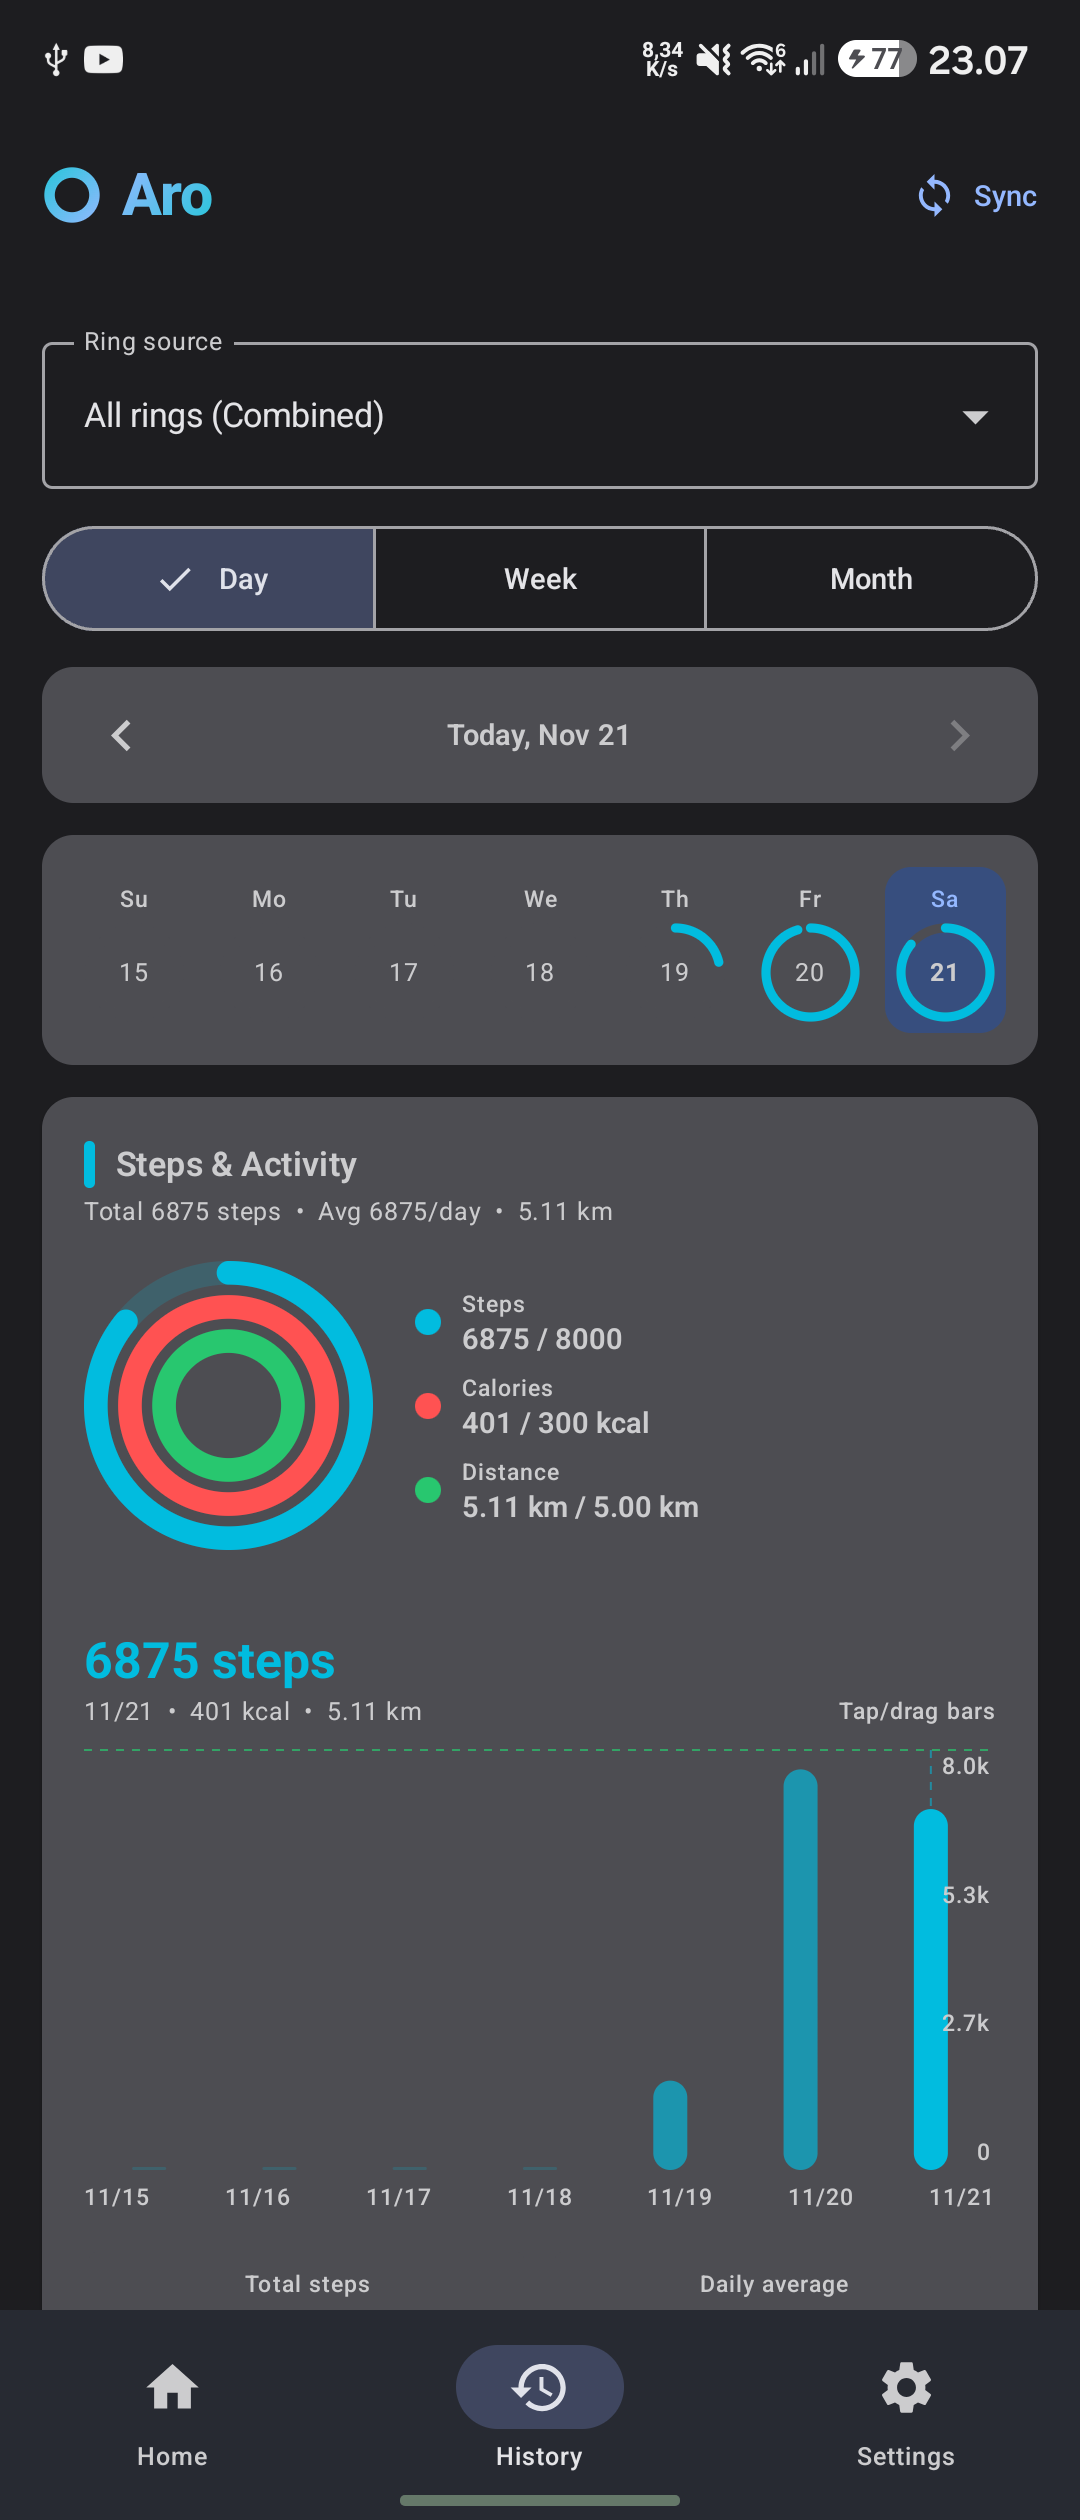 8,34 K/s 6 77 23.07
Aro
Sync
Ring source
All rings (Combined)
Day Week Month
Today, Nov 21
Su Mo Tu We Th Fr Sa
15 16 17 18 19 20 21
Steps & Activity
Total 6875 steps • Avg 6875/day • 5.11 km
Steps
6875 / 8000
Calories
401 / 300 kcal
Distance
5.11 km / 5.00 km
6875 steps
11/21 • 401 kcal • 5.11 km
Tap/drag bars
8.0k
5.3k
2.7k
0
11/15 11/16 11/17 11/18 11/19 11/20 11/21
Total steps Daily average
Home History Settings